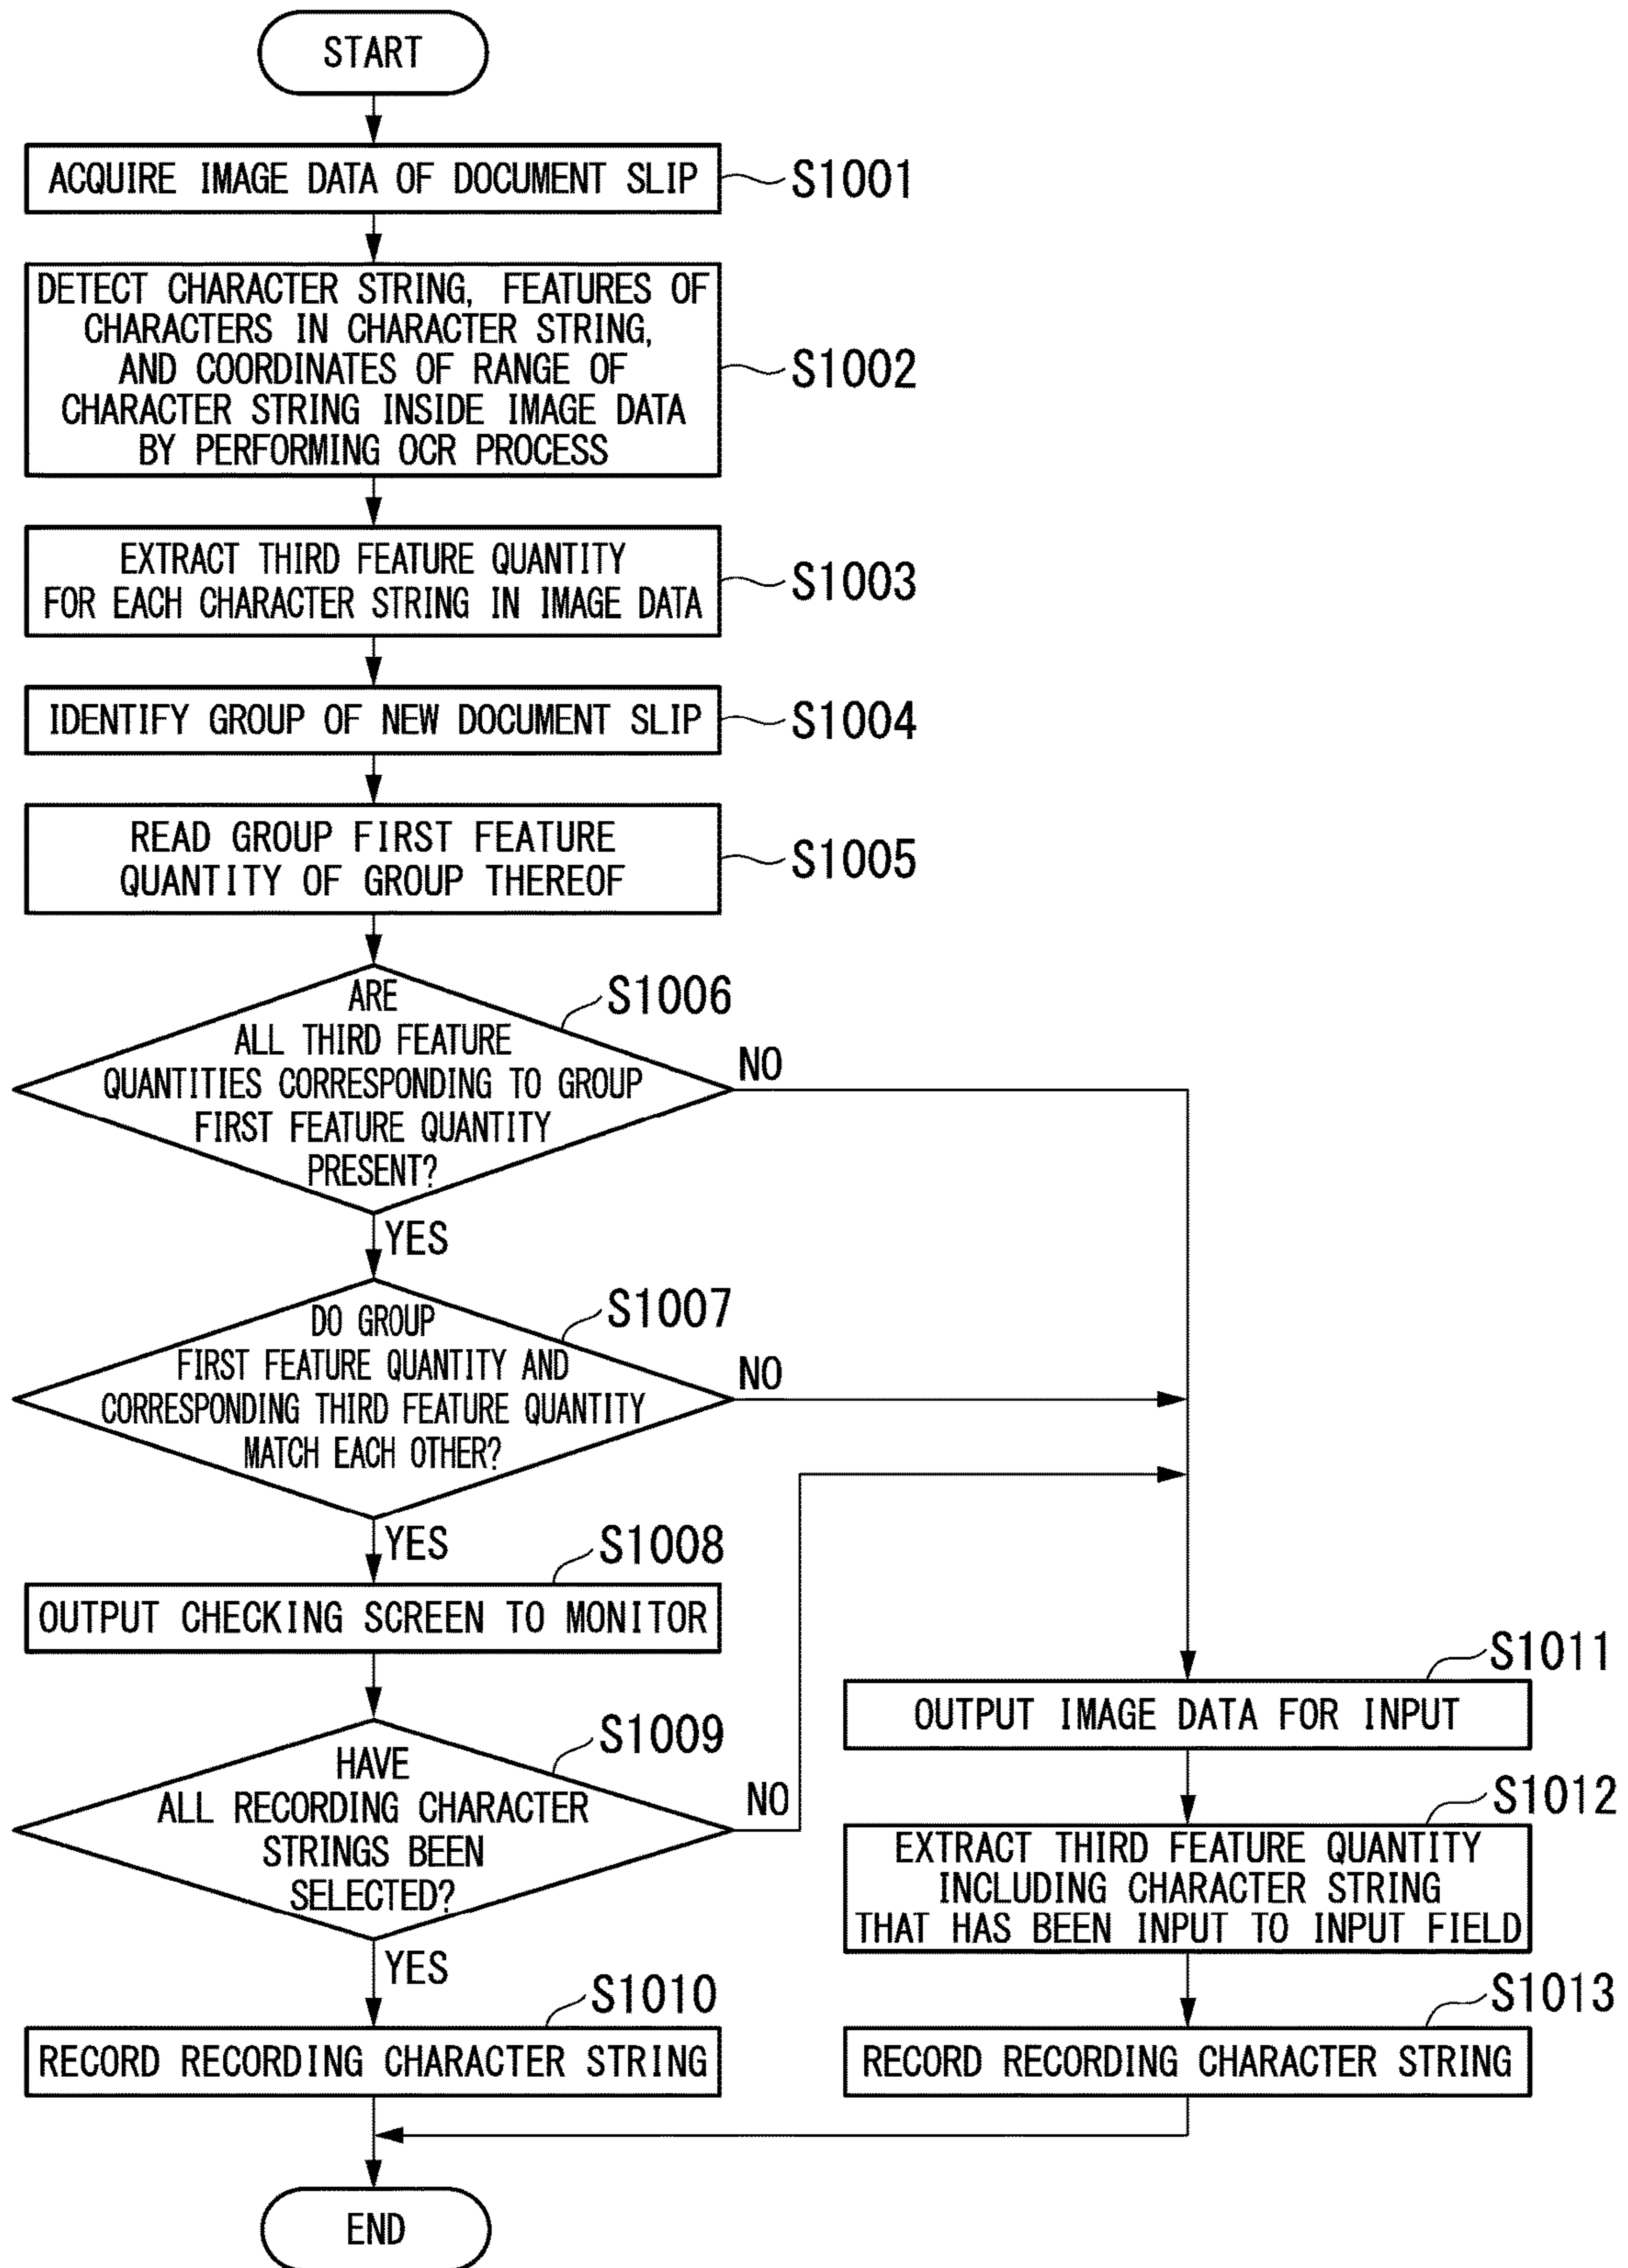 START
ACQUIRE IMAGE DATA OF DOCUMENT SLIP
S1001
DETECT CHARACTER STRING, FEATURES OF
CHARACTERS IN CHARACTER STRING,
AND COORDINATES OF RANGE OF
CHARACTER STRING INSIDE IMAGE DATA
BY PERFORMING OCR PROCESS
S1002
EXTRACT THIRD FEATURE QUANTITY
FOR EACH CHARACTER STRING IN IMAGE DATA
S1003
IDENTIFY GROUP OF NEW DOCUMENT SLIP
S1004
READ GROUP FIRST FEATURE
QUANTITY OF GROUP THEREOF
S1005
ARE
ALL THIRD FEATURE
QUANTITIES CORRESPONDING TO GROUP
FIRST FEATURE QUANTITY
PRESENT?
S1006
NO
YES
DO GROUP
FIRST FEATURE QUANTITY AND
CORRESPONDING THIRD FEATURE QUANTITY
MATCH EACH OTHER?
S1007
NO
YES
S1008
OUTPUT CHECKING SCREEN TO MONITOR
HAVE
ALL RECORDING CHARACTER
STRINGS BEEN
SELECTED?
S1009
NO
YES
S1010
RECORD RECORDING CHARACTER STRING
S1011
OUTPUT IMAGE DATA FOR INPUT
S1012
EXTRACT THIRD FEATURE QUANTITY
INCLUDING CHARACTER STRING
THAT HAS BEEN INPUT TO INPUT FIELD
S1013
RECORD RECORDING CHARACTER STRING
END